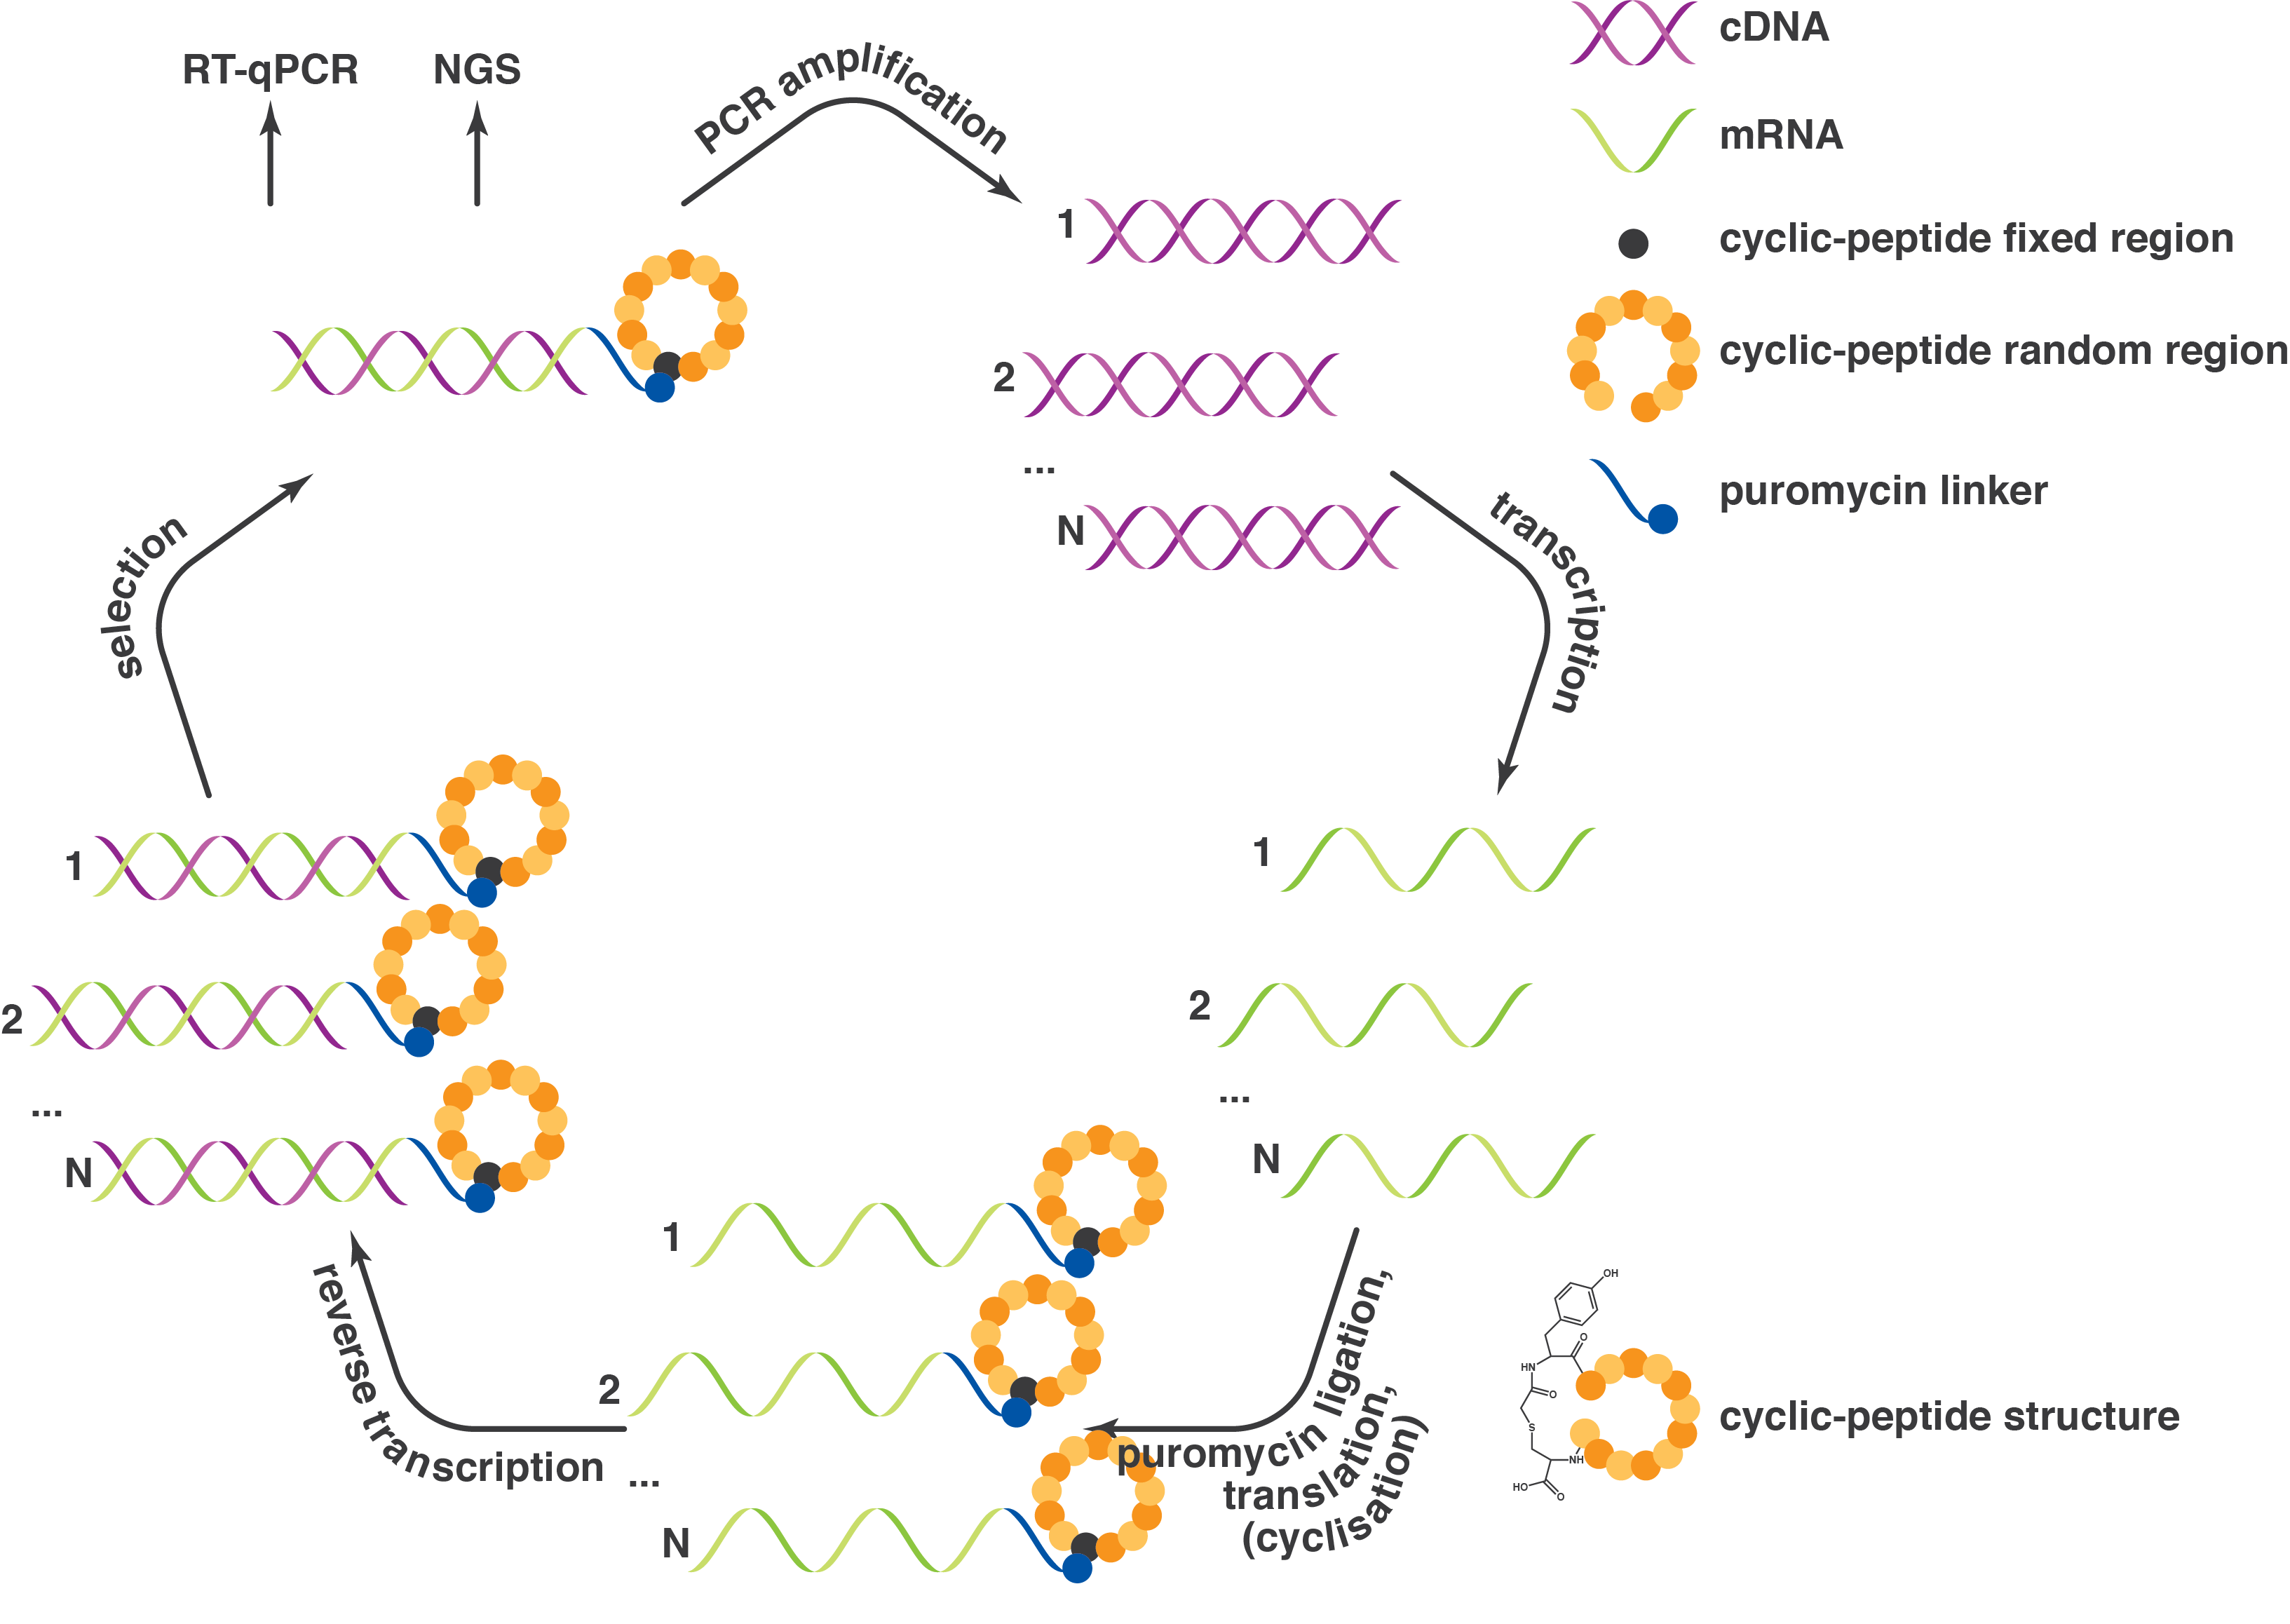 RT-qPCR
NGS
PCR amplification
cDNA
mRNA
cyclic-peptide fixed region
cyclic-peptide random region
puromycin linker
1
2
...
N
transcription
selection
1
2
...
N
1
2
...
N
puromycin ligation,
translation,
(cyclisation)
1
2
...
N
reverse transcription
OH
O
HN
O
S
NH
HO
O
cyclic-peptide structure